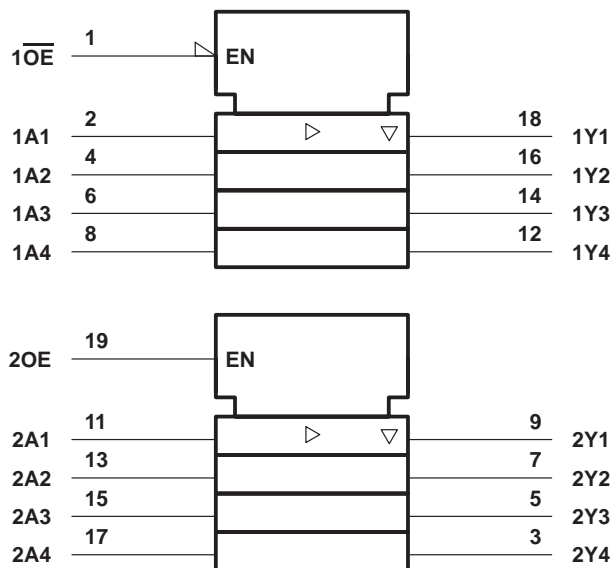 1O̅E̅ 1 EN
1A1 2 18 1Y1
1A2 4 16 1Y2
1A3 6 14 1Y3
1A4 8 12 1Y4
2OE 19 EN
2A1 11 9 2Y1
2A2 13 7 2Y2
2A3 15 5 2Y3
2A4 17 3 2Y4